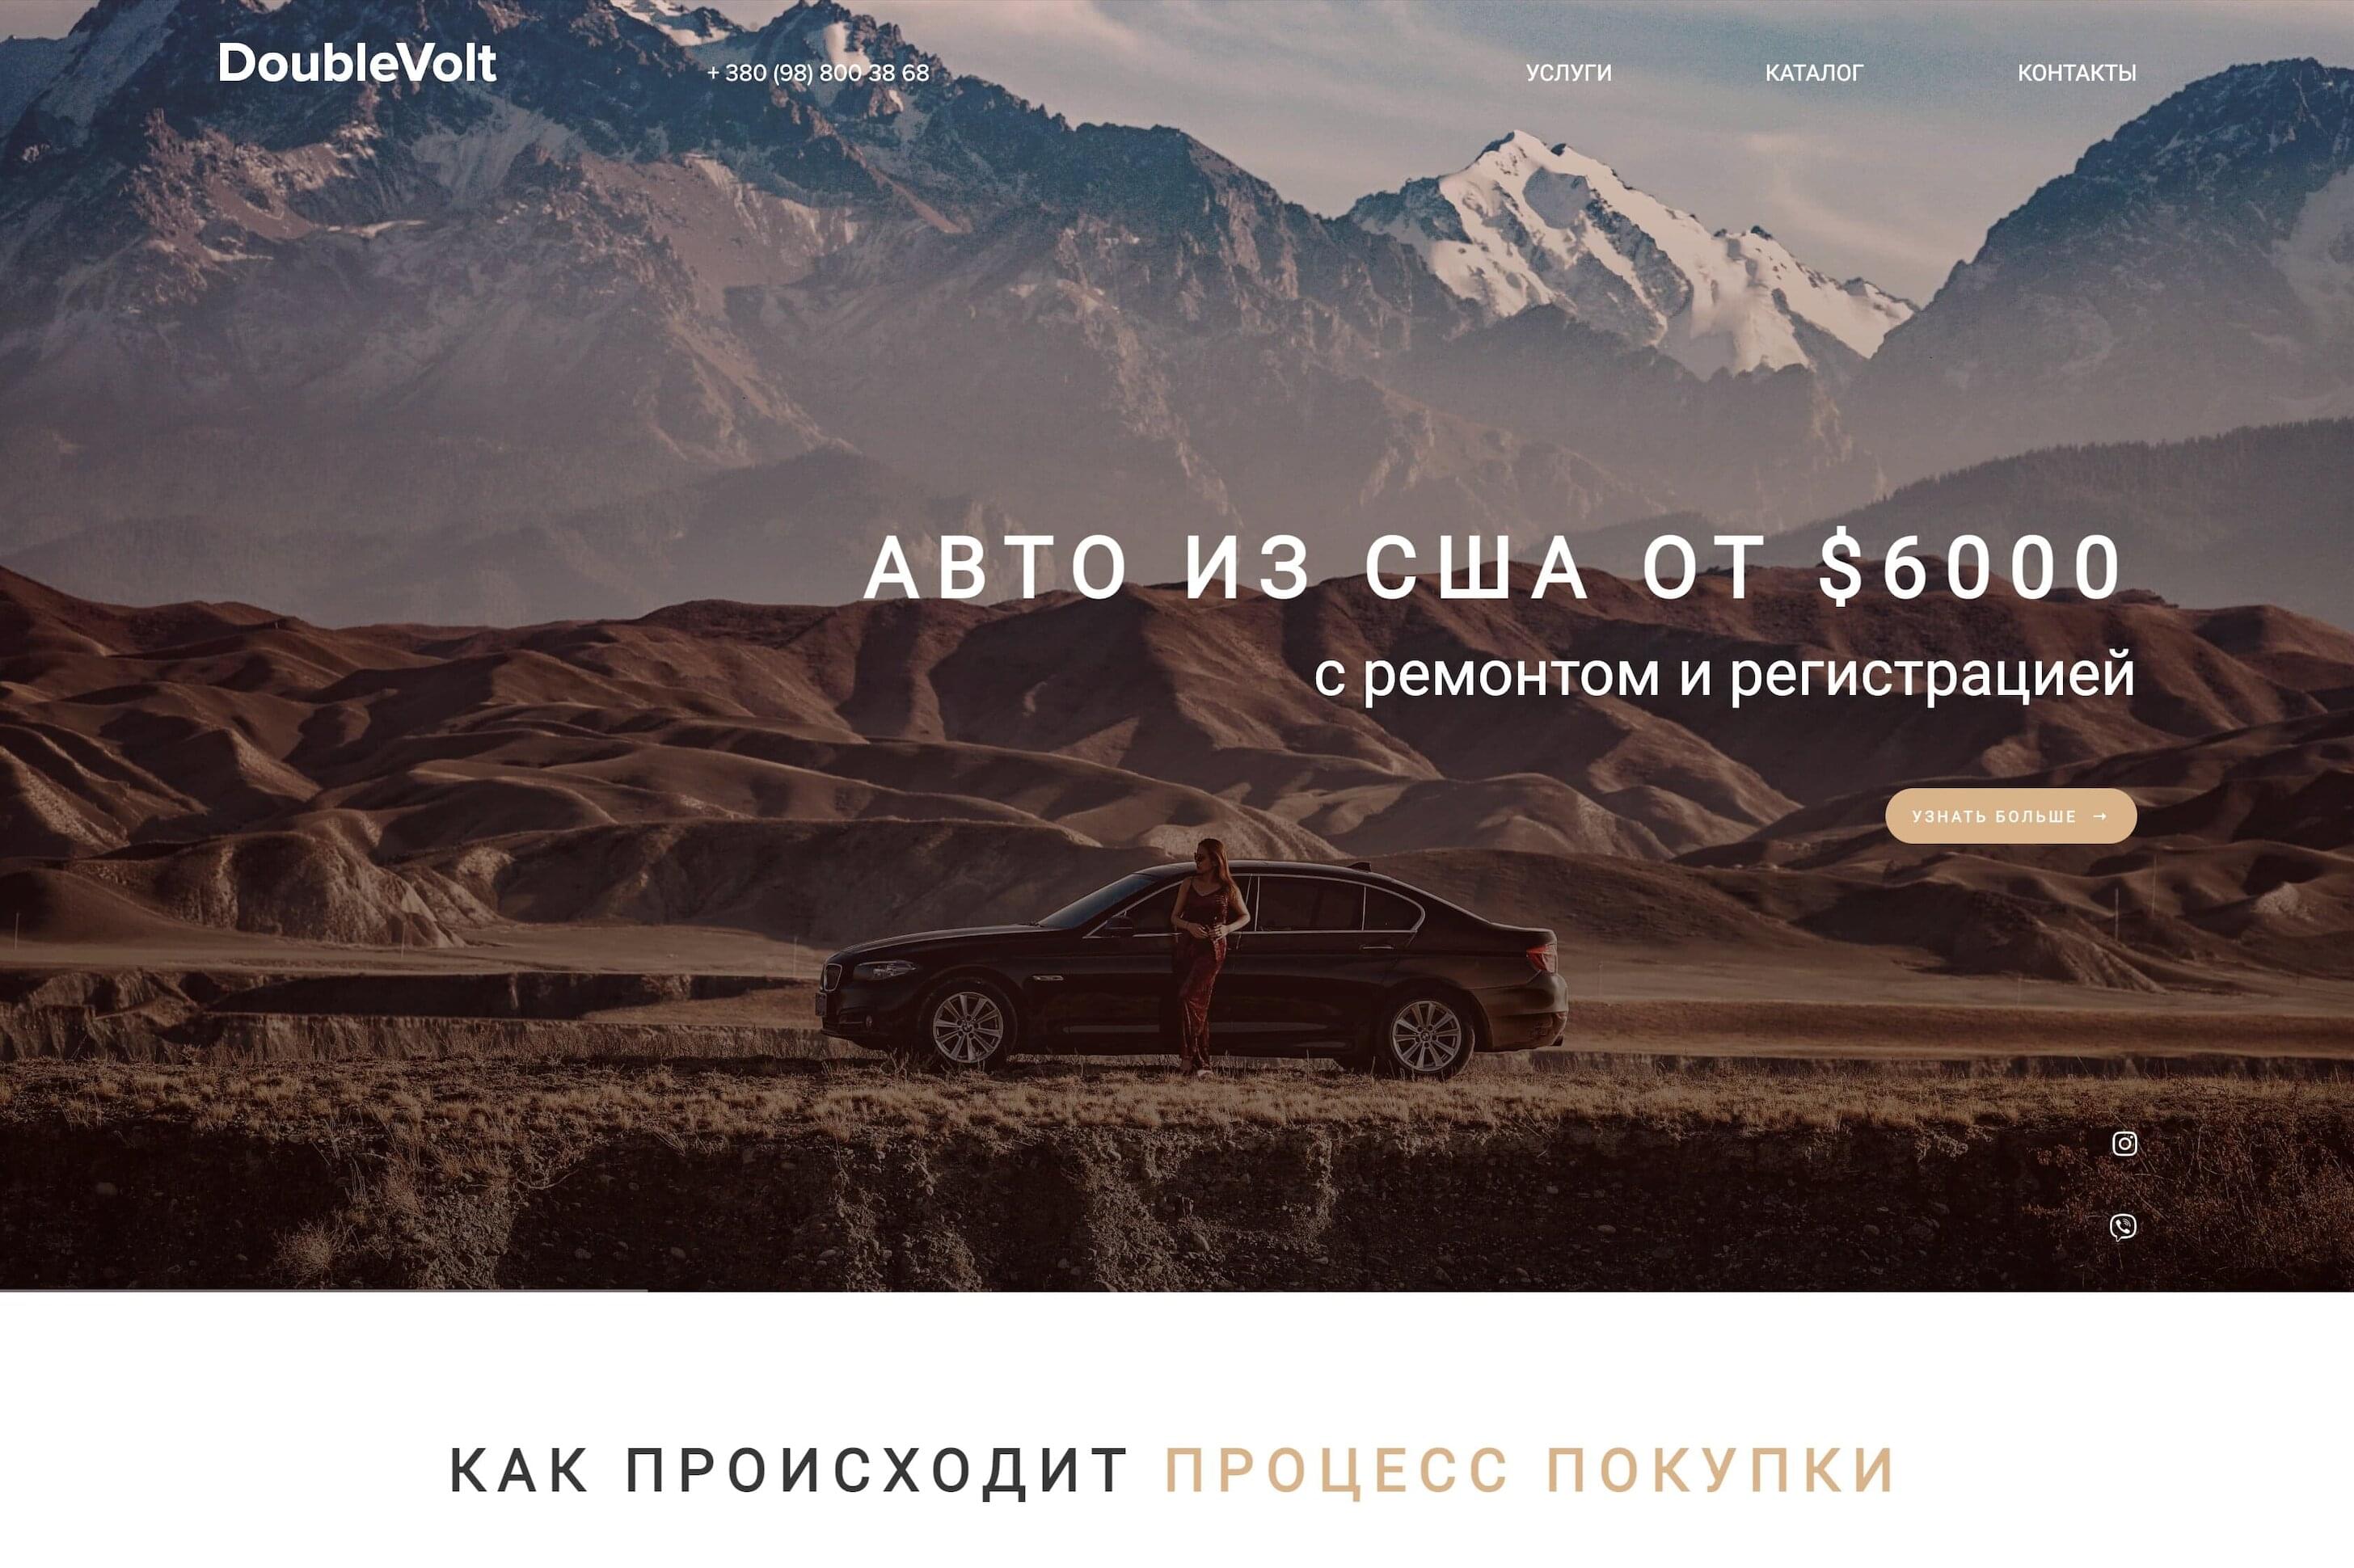 DoubleVolt
+ 380 (98) 800 38 68
УСЛУГИ
КАТАЛОГ
КОНТАКТЫ
АВТО ИЗ США ОТ $6000
с ремонтом и регистрацией
УЗНАТЬ БОЛЬШЕ →
КАК ПРОИСХОДИТ ПРОЦЕСС ПОКУПКИ